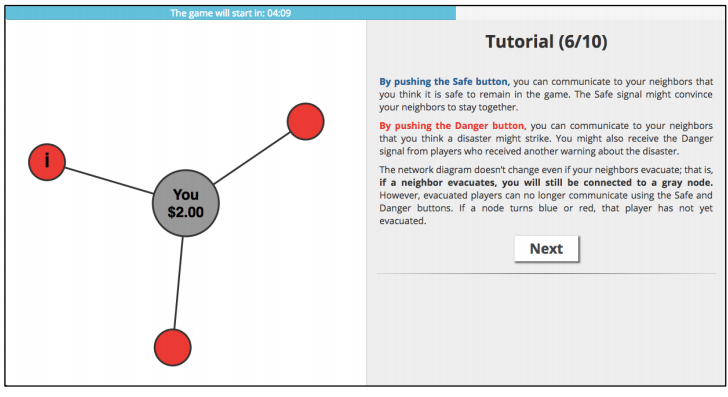 The game will start in: 04:09
Tutorial (6/10)
By pushing the Safe button, you can communicate to your neighbors that
you think it is safe to remain in the game. The Safe signal might convince
your neighbors to stay together.
By pushing the Danger button, you can communicate to your neighbors
that you think a disaster might strike. You might also receive the Danger
signal from players who received another warning about the disaster.
The network diagram doesn't change even if your neighbors evacuate; that is,
if a neighbor evacuates, you will still be connected to a gray node.
However, evacuated players can no longer communicate using the Safe and
Danger buttons. If a node turns blue or red, that player has not yet
evacuated.
Next
i
You
$2.00